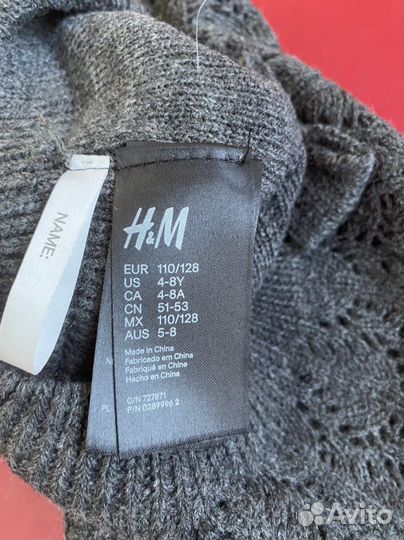 NAME:
H&M
EUR 110/128
US 4-8Y
CA 4-8A
CN 51-53
MX 110/128
AUS 5-8
Made in China
Fabricado em China
Fabriqué en Chine
Hecho en China
N
O/N 727871
PL P/N 0289996 2
Avito